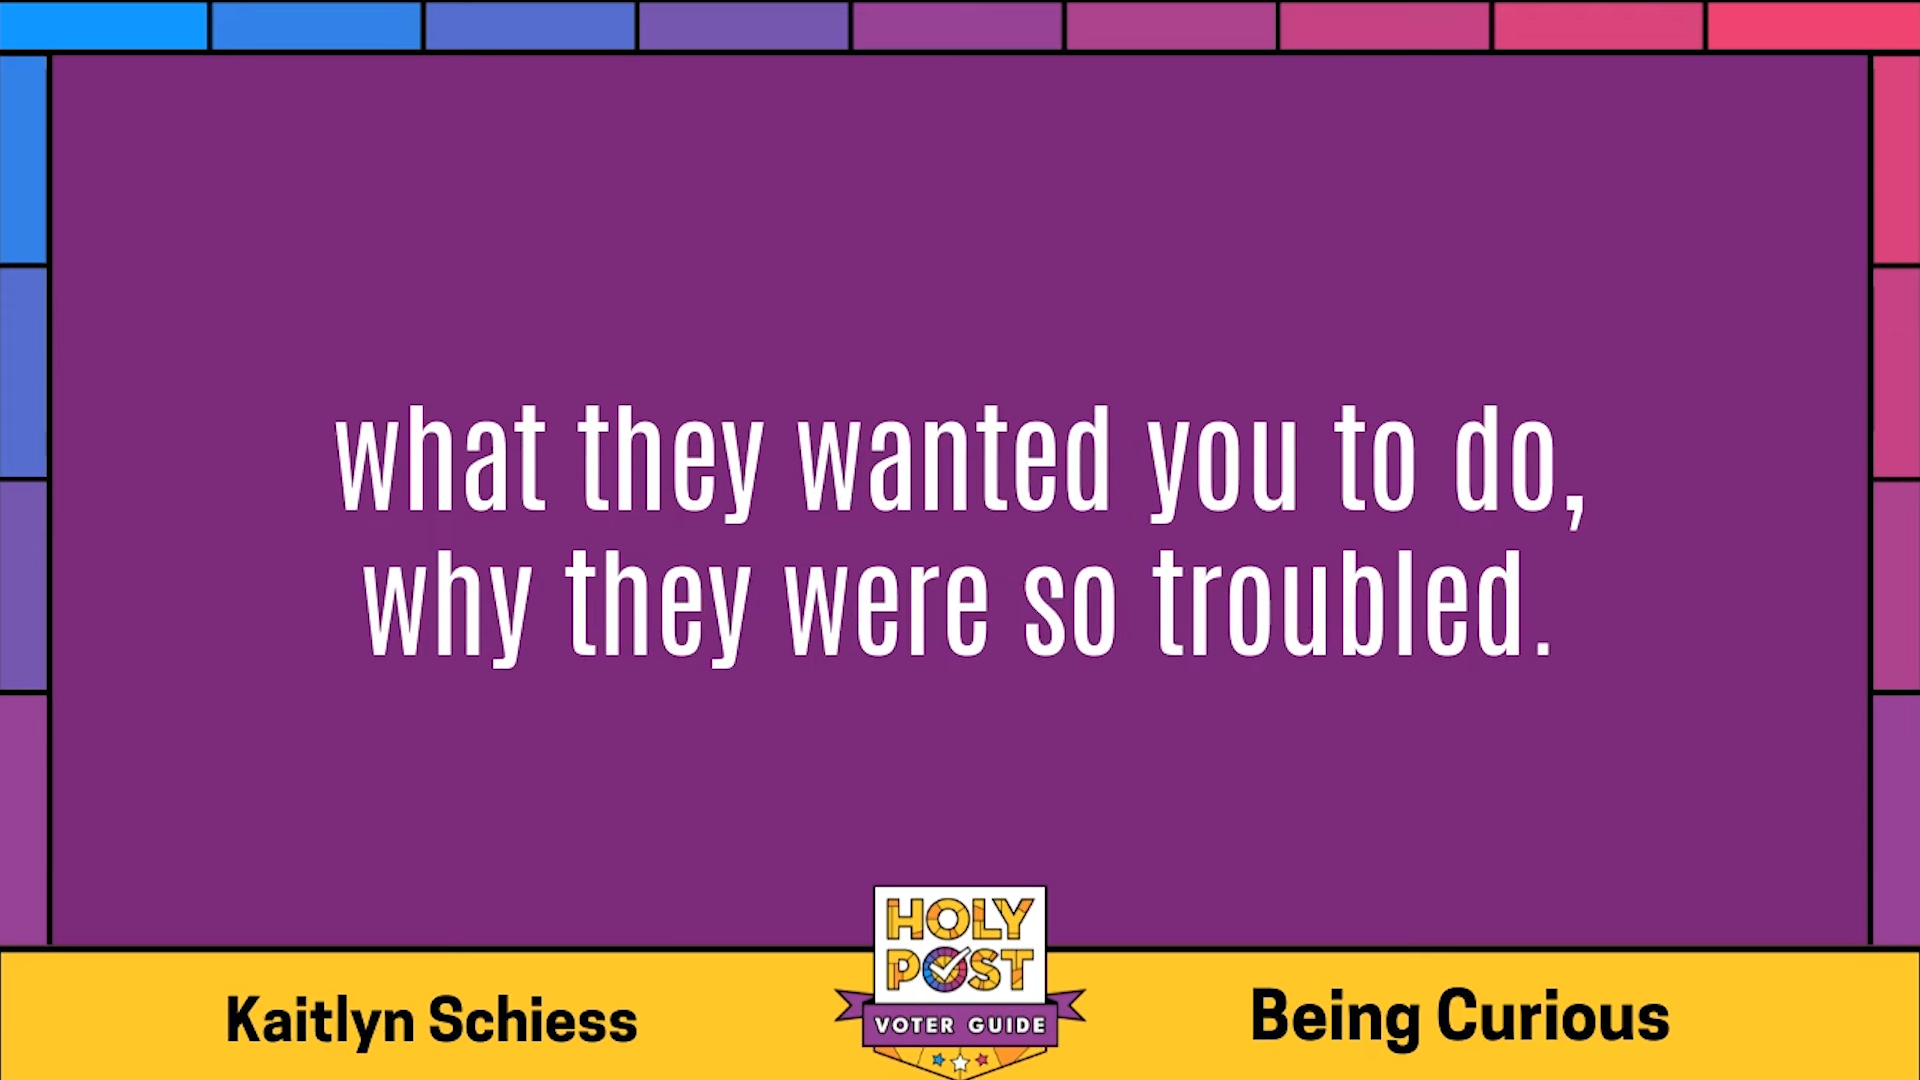 what they wanted you to do,
why they were so troubled.
HOLY
POST
VOTER GUIDE
Kaitlyn Schiess
Being Curious